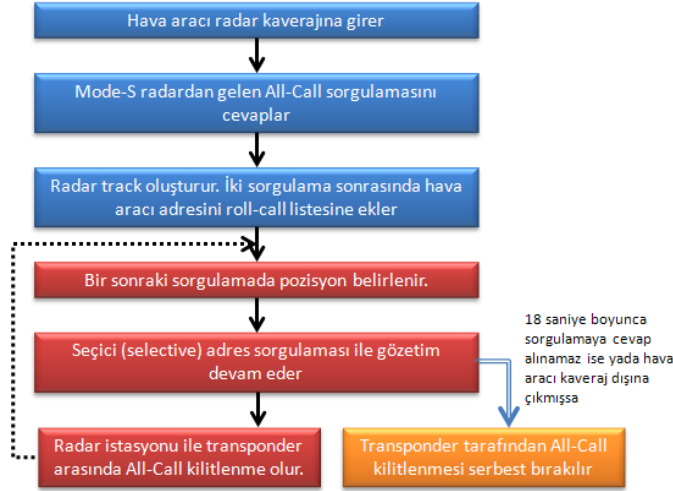 Hava aracı radar kaverajına girer
Mode-S radardan gelen All-Call sorgulamasını
cevaplar
Radar track oluşturur. İki sorgulama sonrasında hava
aracı adresini roll-call listesine ekler
Bir sonraki sorgulamada pozisyon belirlenir.
Seçici (selective) adres sorgulaması ile gözetim
devam eder
18 saniye boyunca
sorgulamaya cevap
alınamaz ise yada hava
aracı kaveraj dışına
çıkmışsa
Radar istasyonu ile transponder
arasında All-Call kilitlenme olur.
Transponder tarafından All-Call
kilitlenmesi serbest bırakılır